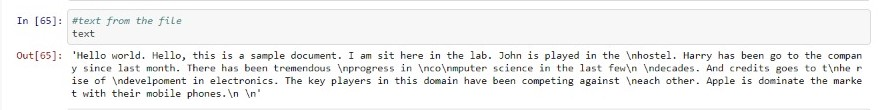 In [65]: #text from the file
text
Out[65]: 'Hello world. Hello, this is a sample document. I am sit here in the lab. John is played in the \nhostel. Harry has been go to the compan
y since last month. There has been tremendous \nprogress in \nco\nmputer science in the last few\n \ndecades. And credits goes to t\nhe r
ise of \ndevelpoment in electronics. The key players in this domain have been competing against \neach other. Apple is dominate the marke
t with their mobile phones.\n \n'